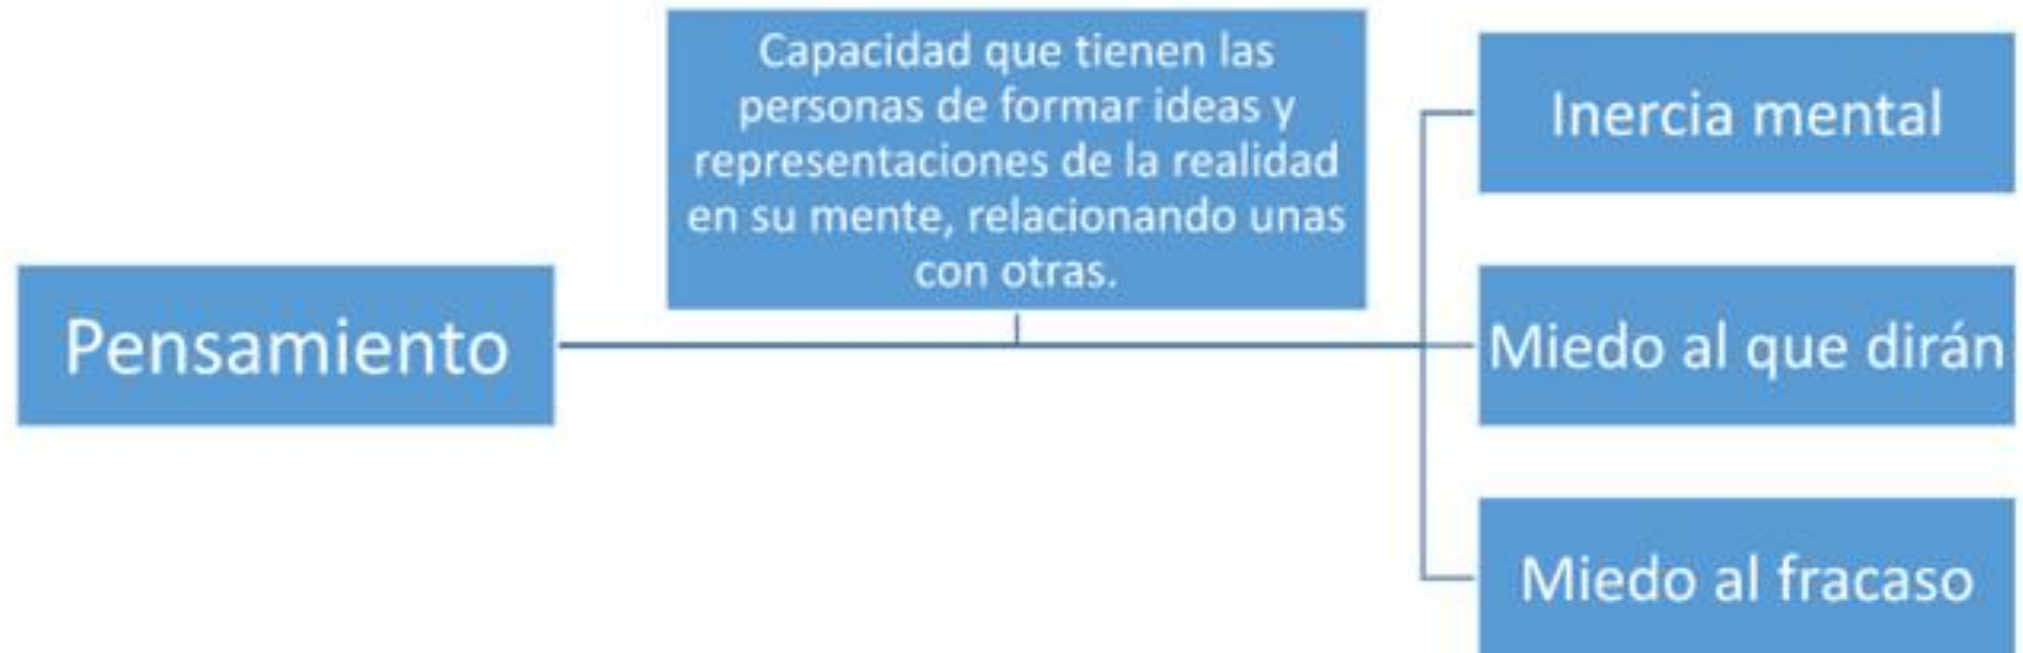 Pensamiento
Capacidad que tienen las
personas de formar ideas y
representaciones de la realidad
en su mente, relacionando unas
con otras.
Inercia mental
Miedo al que dirán
Miedo al fracaso